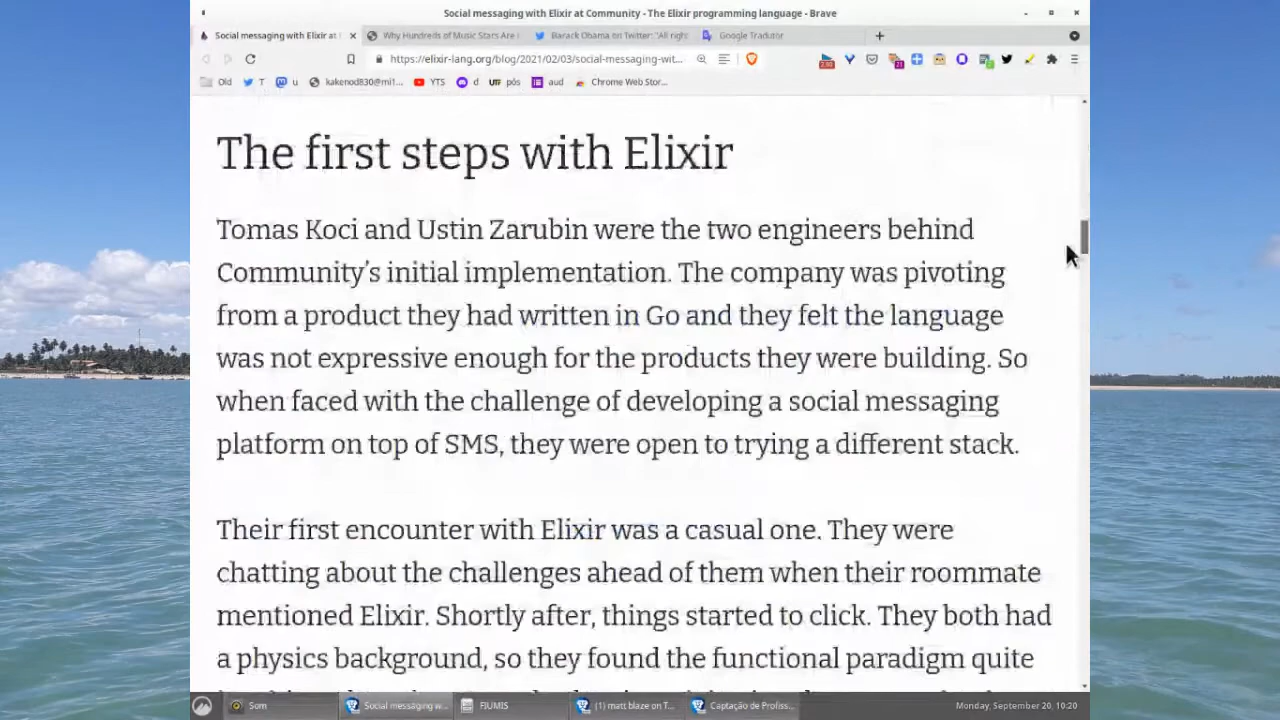 Social messaging with Elixir at Community - The Elixir programming language - Brave
Social messaging with Elixir at
Why Hundreds of Music Stars Are
Barack Obama on Twitter: "All righ
Google Tradutor
https://elixir-lang.org/blog/2021/02/03/social-messaging-wit...
Old
T
u
kakenod830@mi1...
YTS
d
UTF pós
aud
Chrome Web Stor...
The first steps with Elixir
Tomas Koci and Ustin Zarubin were the two engineers behind
Community’s initial implementation. The company was pivoting
from a product they had written in Go and they felt the language
was not expressive enough for the products they were building. So
when faced with the challenge of developing a social messaging
platform on top of SMS, they were open to trying a different stack.
Their first encounter with Elixir was a casual one. They were
chatting about the challenges ahead of them when their roommate
mentioned Elixir. Shortly after, things started to click. They both had
a physics background, so they found the functional paradigm quite
Som
Social messaging w...
FIUMIS
(1) matt blaze on T...
Captação de Profiss...
Monday, September 20, 10:20